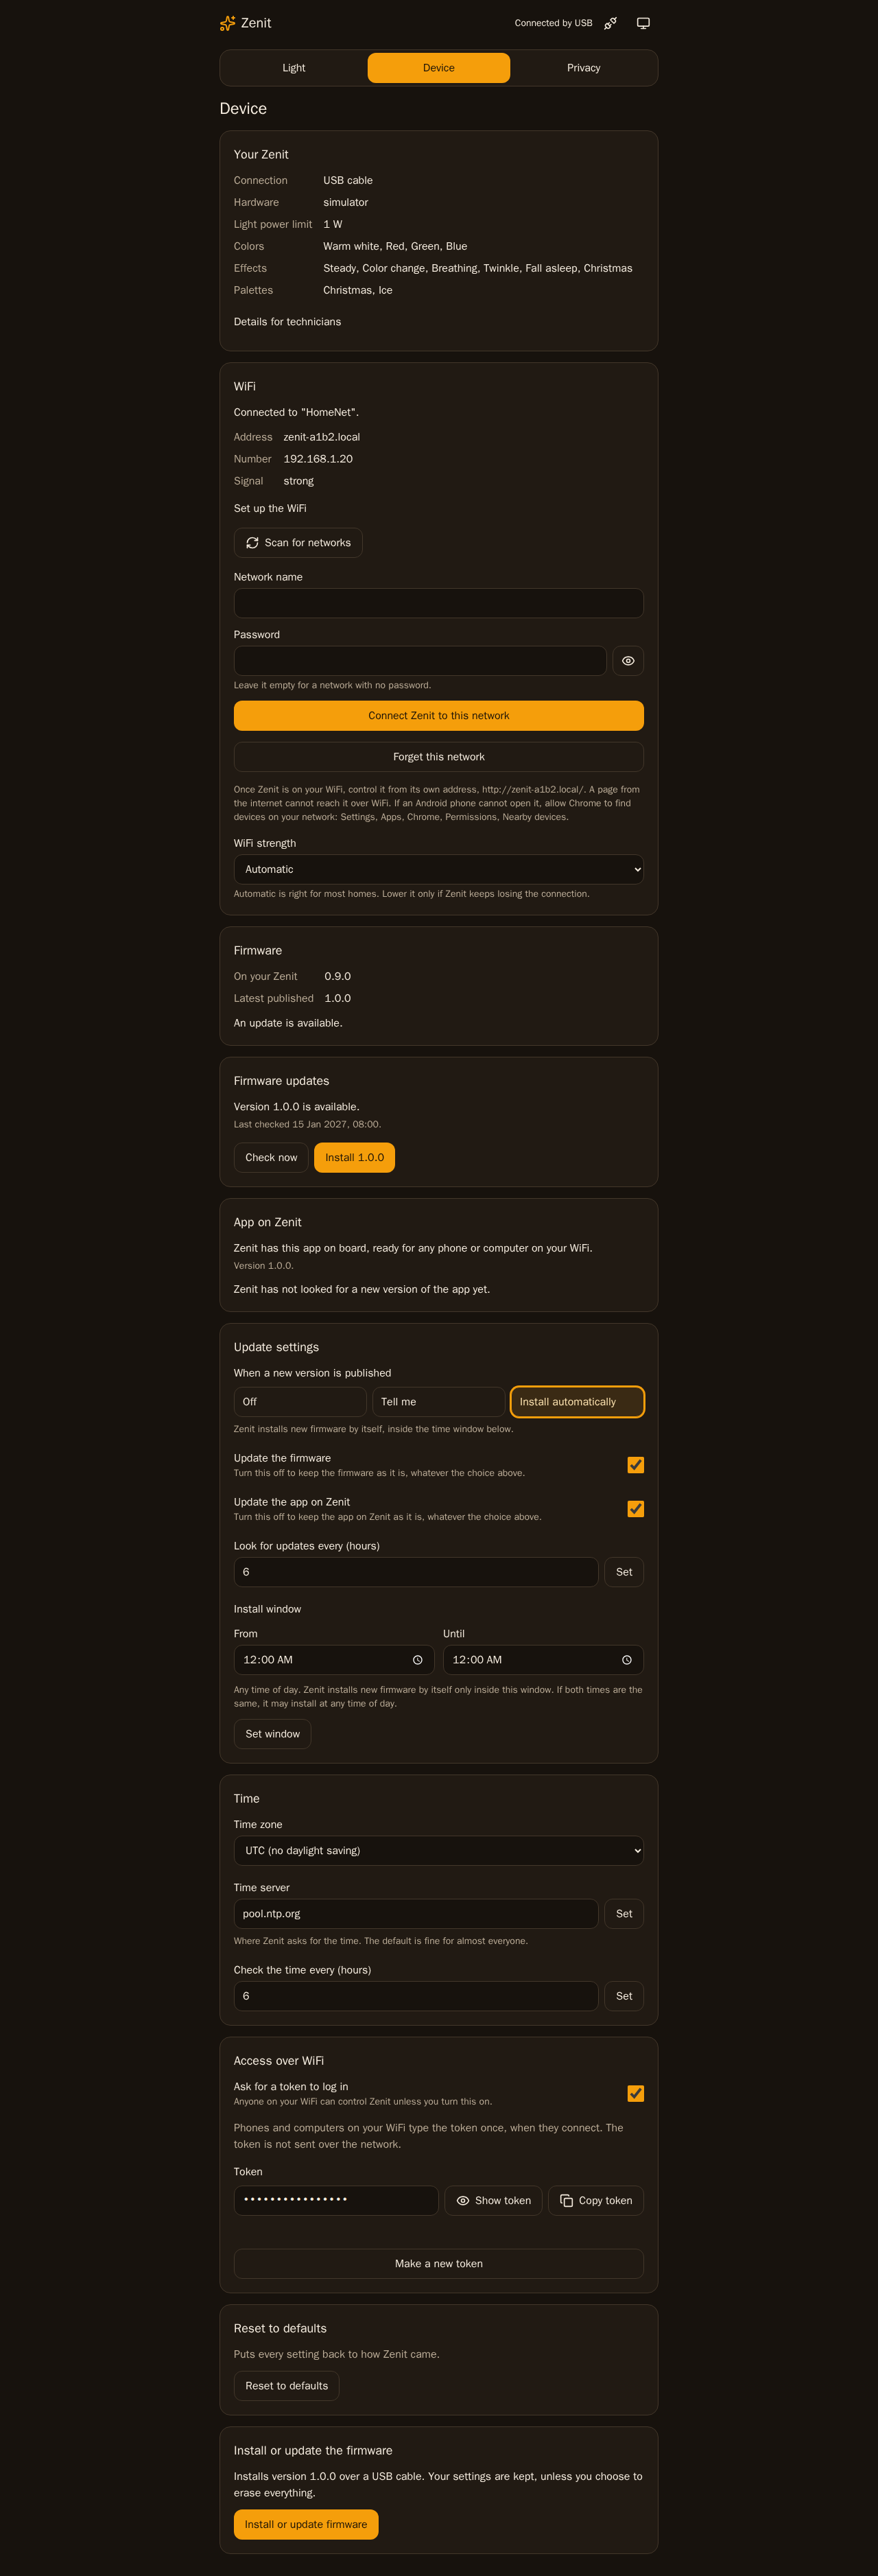 Zenit
Connected by USB
Light
Device
Privacy
Device
Your Zenit
Connection USB cable
Hardware simulator
Light power limit 1 W
Colors Warm white, Red, Green, Blue
Effects Steady, Color change, Breathing, Twinkle, Fall asleep, Christmas
Palettes Christmas, Ice
Details for technicians
WiFi
Connected to "HomeNet".
Address zenit-a1b2.local
Number 192.168.1.20
Signal strong
Set up the WiFi
Scan for networks
Network name
Password
Leave it empty for a network with no password.
Connect Zenit to this network
Forget this network
Once Zenit is on your WiFi, control it from its own address, http://zenit-a1b2.local/. A page from
the internet cannot reach it over WiFi. If an Android phone cannot open it, allow Chrome to find
devices on your network: Settings, Apps, Chrome, Permissions, Nearby devices.
WiFi strength
Automatic
Automatic is right for most homes. Lower it only if Zenit keeps losing the connection.
Firmware
On your Zenit 0.9.0
Latest published 1.0.0
An update is available.
Firmware updates
Version 1.0.0 is available.
Last checked 15 Jan 2027, 08:00.
Check now
Install 1.0.0
App on Zenit
Zenit has this app on board, ready for any phone or computer on your WiFi.
Version 1.0.0.
Zenit has not looked for a new version of the app yet.
Update settings
When a new version is published
Off
Tell me
Install automatically
Zenit installs new firmware by itself, inside the time window below.
Update the firmware
Turn this off to keep the firmware as it is, whatever the choice above.
Update the app on Zenit
Turn this off to keep the app on Zenit as it is, whatever the choice above.
Look for updates every (hours)
6
Set
Install window
From
Until
12:00 AM
12:00 AM
Any time of day. Zenit installs new firmware by itself only inside this window. If both times are the
same, it may install at any time of day.
Set window
Time
Time zone
UTC (no daylight saving)
Time server
pool.ntp.org
Set
Where Zenit asks for the time. The default is fine for almost everyone.
Check the time every (hours)
6
Set
Access over WiFi
Ask for a token to log in
Anyone on your WiFi can control Zenit unless you turn this on.
Phones and computers on your WiFi type the token once, when they connect. The
token is not sent over the network.
Token
••••••••••••••••
Show token
Copy token
Make a new token
Reset to defaults
Puts every setting back to how Zenit came.
Reset to defaults
Install or update the firmware
Installs version 1.0.0 over a USB cable. Your settings are kept, unless you choose to
erase everything.
Install or update firmware